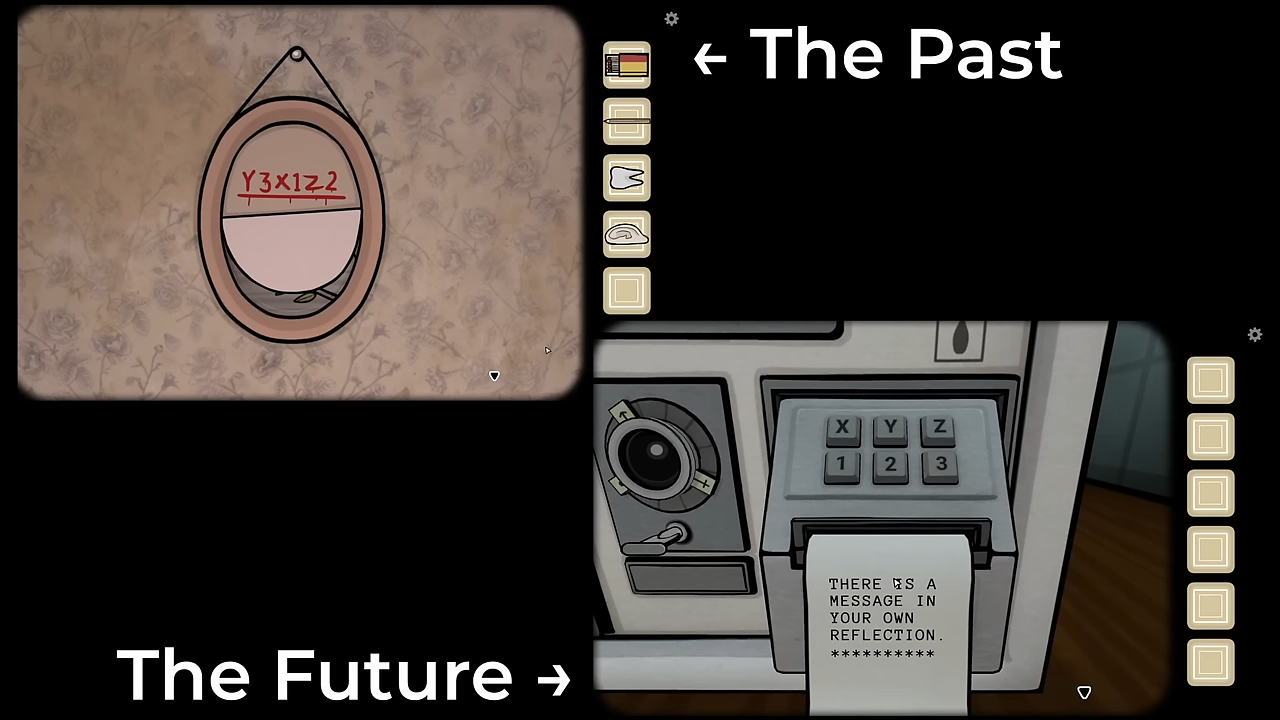 ← The Past
Y3X1Z2
X Y Z
1 2 3
THERE IS A
MESSAGE IN
YOUR OWN
REFLECTION.
**********
The Future →